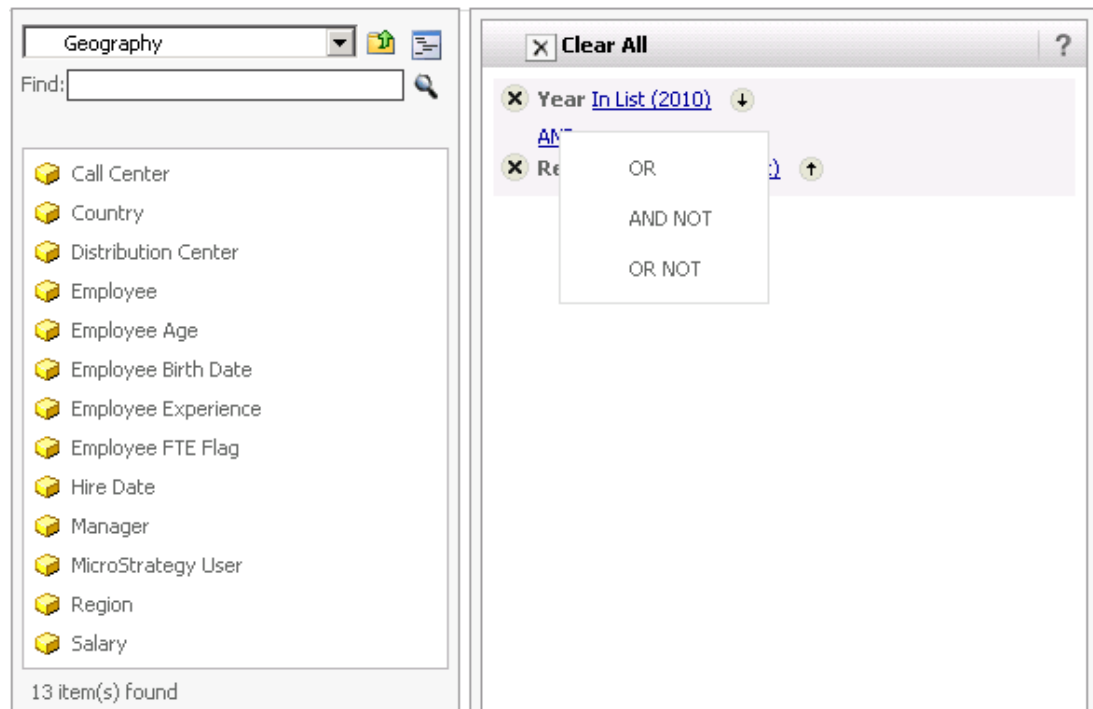 Geography
Find:
Call Center
Country
Distribution Center
Employee
Employee Age
Employee Birth Date
Employee Experience
Employee FTE Flag
Hire Date
Manager
MicroStrategy User
Region
Salary
13 item(s) found
Clear All ?
Year In List (2010)
OR
AND NOT
OR NOT